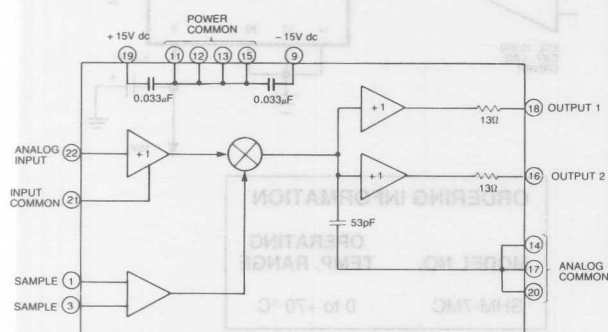 POWER
COMMON
+ 15V dc
− 15V dc
19
11
12
13
15
9
0.033µF
0.033µF
ANALOG
INPUT
22
+ 1
+ 1
13Ω
18
OUTPUT 1
INPUT
COMMON
21
+ 1
13Ω
16
OUTPUT 2
ORDERING INFORMATION
53pF
OPERATING
MODEL NO.
TEMP. RANGE
14
17
20
ANALOG
COMMON
SAMPLE
1
SAMPLE
3
SHM-7MC
0 to +70 °C